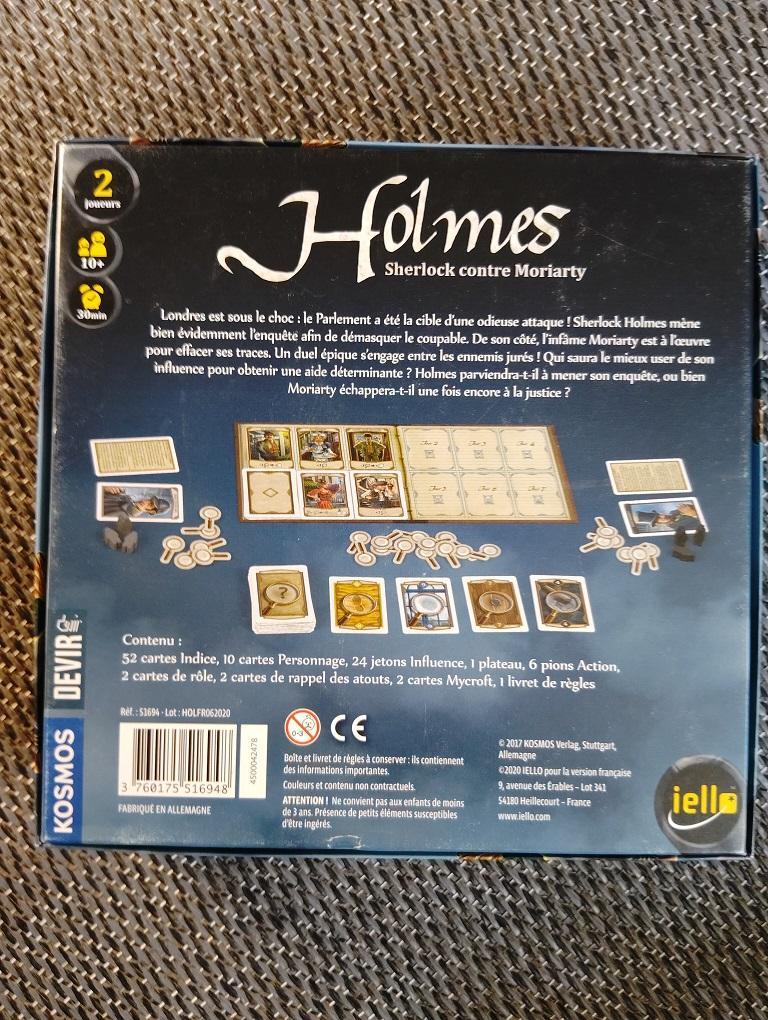 2
joueurs
10+
30min
Holmes
Sherlock contre Moriarty
Londres est sous le choc : le Parlement a été la cible d'une odieuse attaque ! Sherlock Holmes mène
bien évidemment l'enquête afin de démasquer le coupable. De son côté, l'infâme Moriarty est à l'œuvre
pour effacer ses traces. Un duel épique s'engage entre les ennemis jurés ! Qui saura le mieux user de son
influence pour obtenir une aide déterminante ? Holmes parviendra-t-il à mener son enquête, ou bien
Moriarty échappera-t-il une fois encore à la justice ?
Contenu :
52 cartes Indice, 10 cartes Personnage, 24 jetons Influence, 1 plateau, 6 pions Action,
2 cartes de rôle, 2 cartes de rappel des atouts, 2 cartes Mycroft, 1 livret de règles
DEVIR
KOSMOS
Réf. : 51694 - Lot : HOLFR062020
3 760175 516948
4500042478
FABRIQUÉ EN ALLEMAGNE
0-3
CE
Boîte et livret de règles à conserver : ils contiennent
des informations importantes.
Couleurs et contenu non contractuels.
ATTENTION ! Ne convient pas aux enfants de moins
de 3 ans. Présence de petits éléments susceptibles
d'être ingérés.
© 2017 KOSMOS Verlag, Stuttgart,
Allemagne
©2020 IELLO pour la version française
9, avenue des Érables - Lot 341
54180 Heillecourt - France
www.iello.com
iello